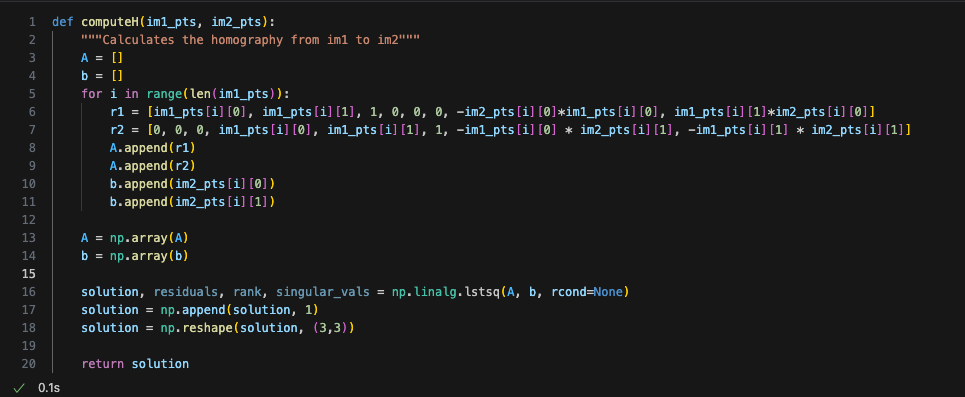 1 def computeH(im1_pts, im2_pts):
2     """Calculates the homography from im1 to im2"""
3     A = []
4     b = []
5     for i in range(len(im1_pts)):
6         r1 = [im1_pts[i][0], im1_pts[i][1], 1, 0, 0, 0, -im2_pts[i][0]*im1_pts[i][0], im1_pts[i][1]*im2_pts[i][0]]
7         r2 = [0, 0, 0, im1_pts[i][0], im1_pts[i][1], 1, -im1_pts[i][0] * im2_pts[i][1], -im1_pts[i][1] * im2_pts[i][1]]
8         A.append(r1)
9         A.append(r2)
10         b.append(im2_pts[i][0])
11         b.append(im2_pts[i][1])
12
13     A = np.array(A)
14     b = np.array(b)
15
16     solution, residuals, rank, singular_vals = np.linalg.lstsq(A, b, rcond=None)
17     solution = np.append(solution, 1)
18     solution = np.reshape(solution, (3,3))
19
20     return solution
✓ 0.1s